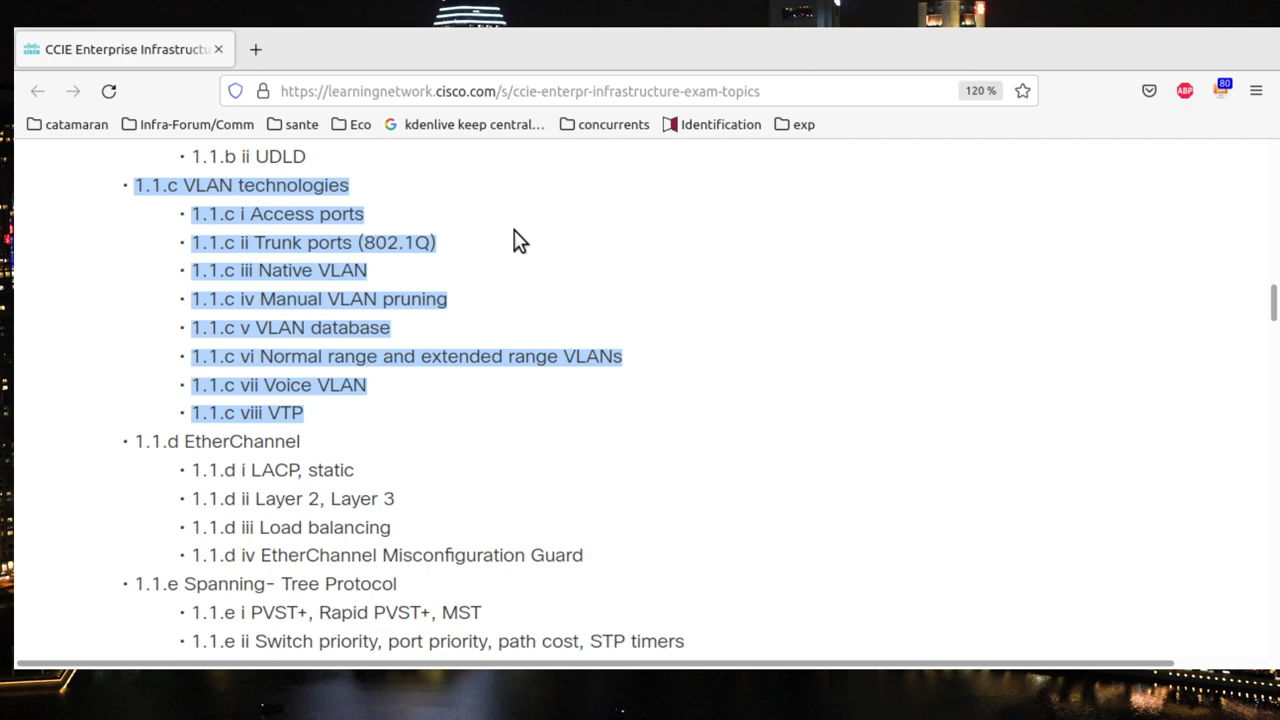 CCIE Enterprise Infrastructu
https://learningnetwork.cisco.com/s/ccie-enterpr-infrastructure-exam-topics
120 %
ABP
80
catamaran
Infra-Forum/Comm
sante
Eco
kdenlive keep central...
concurrents
Identification
exp
• 1.1.b ii UDLD
• 1.1.c VLAN technologies
• 1.1.c i Access ports
• 1.1.c ii Trunk ports (802.1Q)
• 1.1.c iii Native VLAN
• 1.1.c iv Manual VLAN pruning
• 1.1.c v VLAN database
• 1.1.c vi Normal range and extended range VLANs
• 1.1.c vii Voice VLAN
• 1.1.c viii VTP
• 1.1.d EtherChannel
• 1.1.d i LACP, static
• 1.1.d ii Layer 2, Layer 3
• 1.1.d iii Load balancing
• 1.1.d iv EtherChannel Misconfiguration Guard
• 1.1.e Spanning- Tree Protocol
• 1.1.e i PVST+, Rapid PVST+, MST
• 1.1.e ii Switch priority, port priority, path cost, STP timers